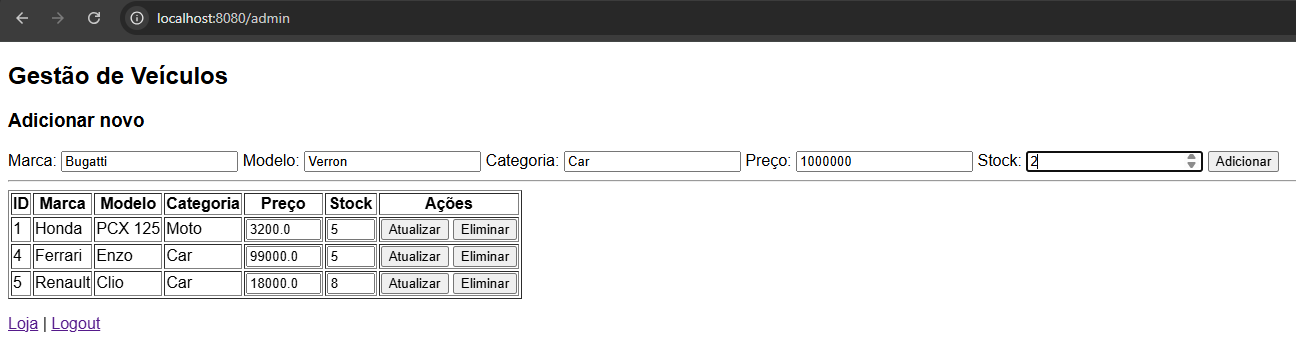 localhost:8080/admin
Gestão de Veículos
Adicionar novo
Marca: Bugatti Modelo: Verron Categoria: Car Preço: 1000000 Stock: 2 Adicionar
ID Marca Modelo Categoria Preço Stock Ações
1 Honda PCX 125 Moto 3200.0 5 Atualizar Eliminar
4 Ferrari Enzo Car 99000.0 5 Atualizar Eliminar
5 Renault Clio Car 18000.0 8 Atualizar Eliminar
Loja | Logout